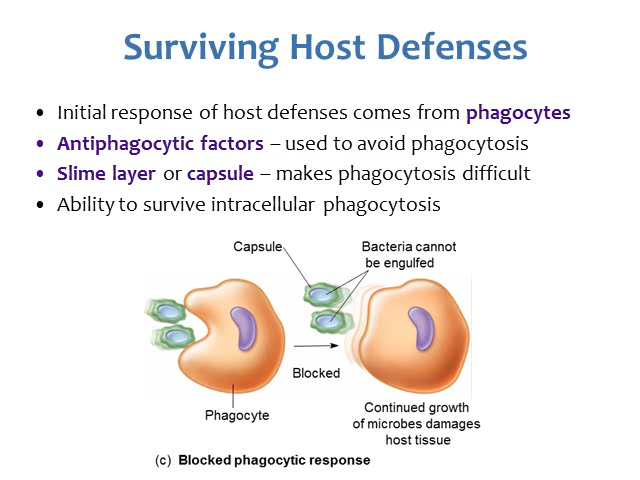 Surviving Host Defenses
• Initial response of host defenses comes from phagocytes
• Antiphagocytic factors – used to avoid phagocytosis
• Slime layer or capsule – makes phagocytosis difficult
• Ability to survive intracellular phagocytosis
Capsule
Bacteria cannot
be engulfed
Blocked
Phagocyte
Continued growth
of microbes damages
host tissue
(c) Blocked phagocytic response